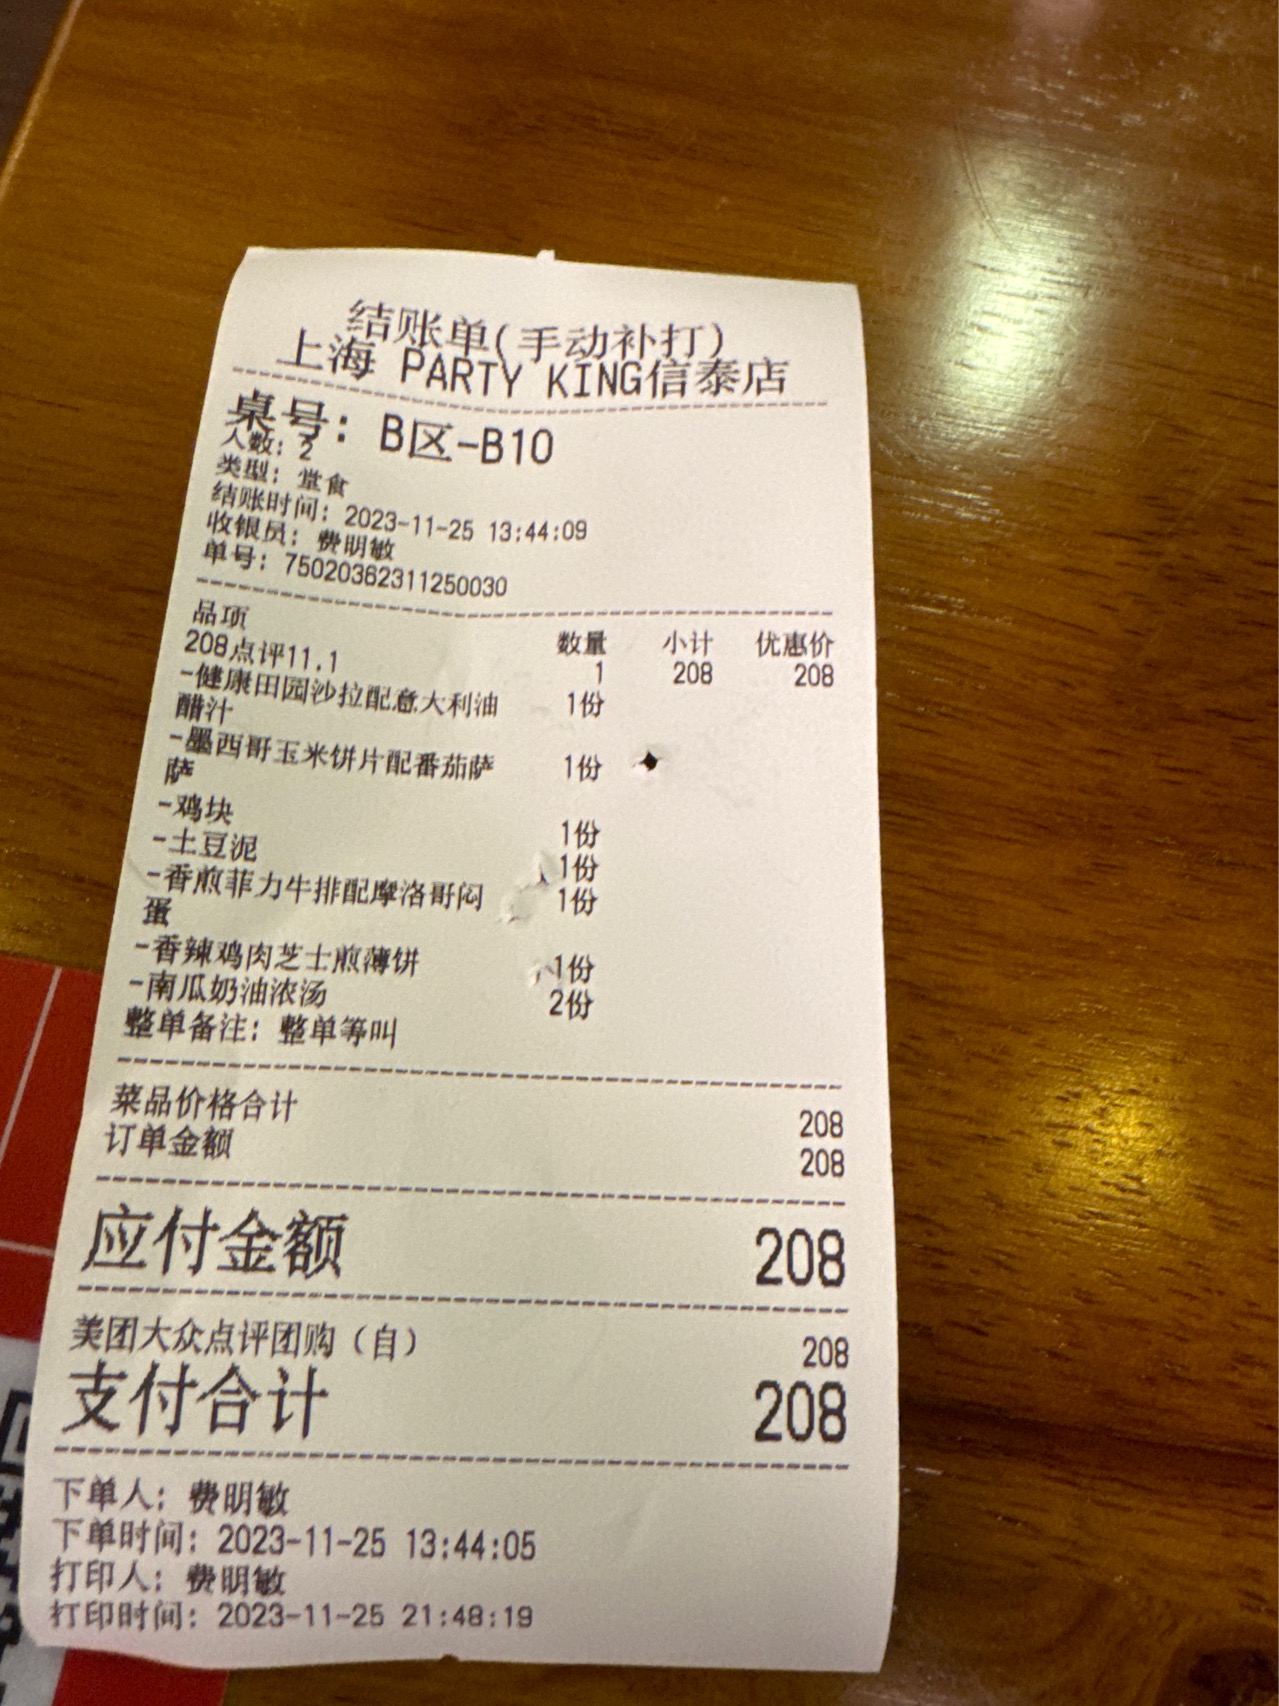 结账单(手动补打)
上海 PARTY KING信泰店
桌号: B区-B10
人数: 2
类型: 堂食
结账时间: 2023-11-25 13:44:09
收银员: 费明敏
单号: 75020362311250030
品项 数量 小计 优惠价
208点评11.1 1 208 208
-健康田园沙拉配意大利油 1份
醋汁
-墨西哥玉米饼片配番茄萨 1份
萨
-鸡块 1份
-土豆泥 1份
-香煎菲力牛排配摩洛哥闷 1份
蛋
-香辣鸡肉芝士煎薄饼 1份
-南瓜奶油浓汤 2份
整单备注: 整单等叫
菜品价格合计 208
订单金额 208
应付金额 208
美团大众点评团购（自） 208
支付合计 208
下单人: 费明敏
下单时间: 2023-11-25 13:44:05
打印人: 费明敏
打印时间: 2023-11-25 21:48:19